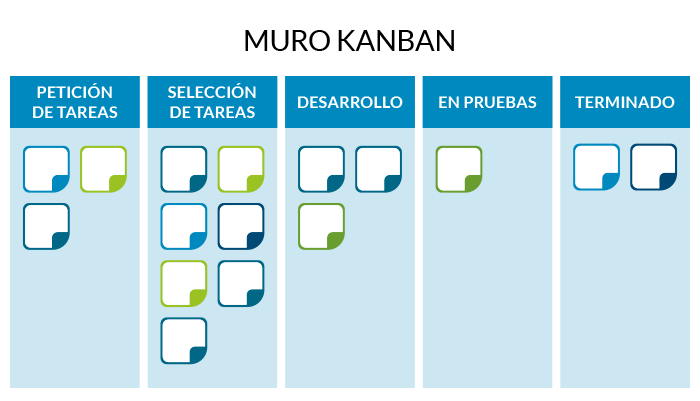 MURO KANBAN
PETICIÓN
DE TAREAS
SELECCIÓN
DE TAREAS
DESARROLLO
EN PRUEBAS
TERMINADO